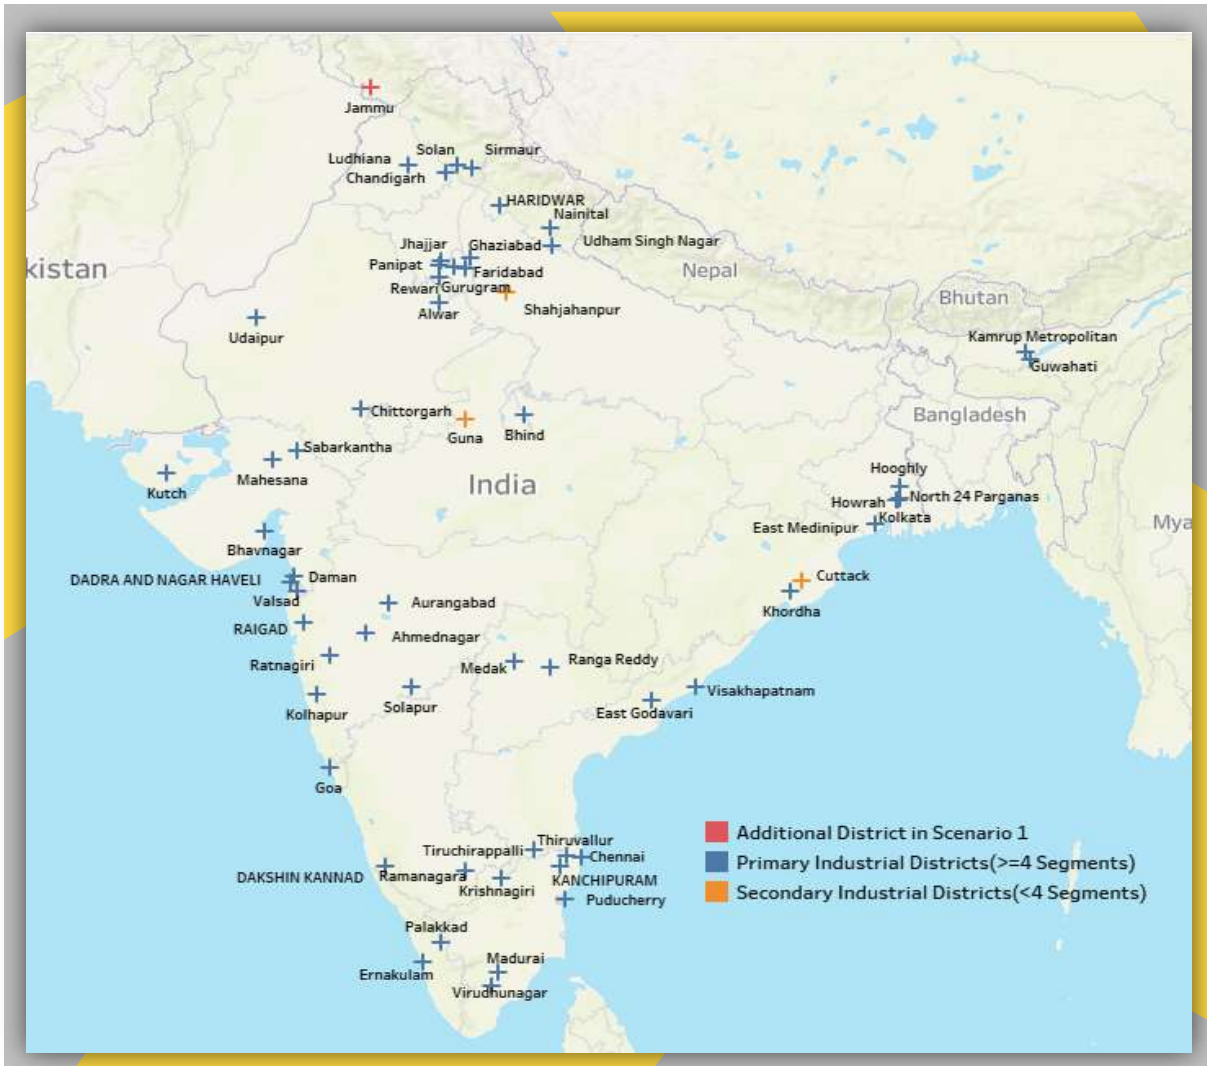 Jammu
Solan
Sirmaur
Ludhiana
Chandigarh
HARIDWAR
Nainital
Jhajjar
Ghaziabad
Udham Singh Nagar
kistan
Panipat
Faridabad
Nepal
Rewari
Gurugram
Bhutan
Alwar
Shahjahanpur
Udaipur
Kamrup Metropolitan
Guwahati
Chittorgarh
Bangladesh
Guna
Bhind
Sabarkantha
Mahesana
Hooghly
India
Kutch
North 24 Parganas
Howrah
Kolkata
East Medinipur
Mya
Bhavnagar
DADRA AND NAGAR HAVELI
Daman
Cuttack
Valsad
Aurangabad
Khordha
RAIGAD
Ahmednagar
Ratnagiri
Medak
Ranga Reddy
Visakhapatnam
Kolhapur
Solapur
East Godavari
Goa
Additional District in Scenario 1
Thiruvallur
Tiruchirappalli
Chennai
Primary Industrial Districts(>=4 Segments)
DAKSHIN KANNAD
Ramanagara
KANCHIPURAM
Krishnagiri
Secondary Industrial Districts(<4 Segments)
Puducherry
Palakkad
Madurai
Ernakulam
Virudhunagar